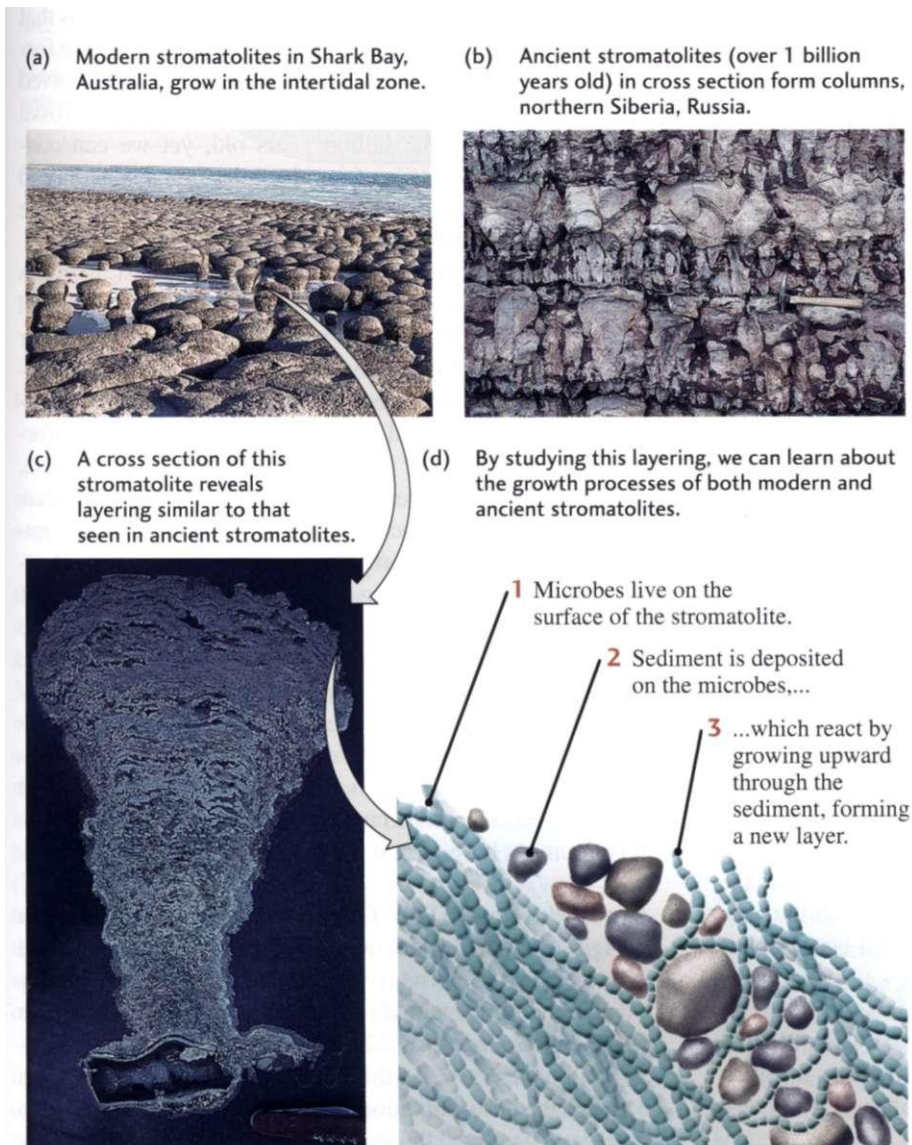 (a) Modern stromatolites in Shark Bay,
Australia, grow in the intertidal zone.
(b) Ancient stromatolites (over 1 billion
years old) in cross section form columns,
northern Siberia, Russia.
(c) A cross section of this
stromatolite reveals
layering similar to that
seen in ancient stromatolites.
(d) By studying this layering, we can learn about
the growth processes of both modern and
ancient stromatolites.
1 Microbes live on the
surface of the stromatolite.
2 Sediment is deposited
on the microbes,...
3 ...which react by
growing upward
through the
sediment, forming
a new layer.